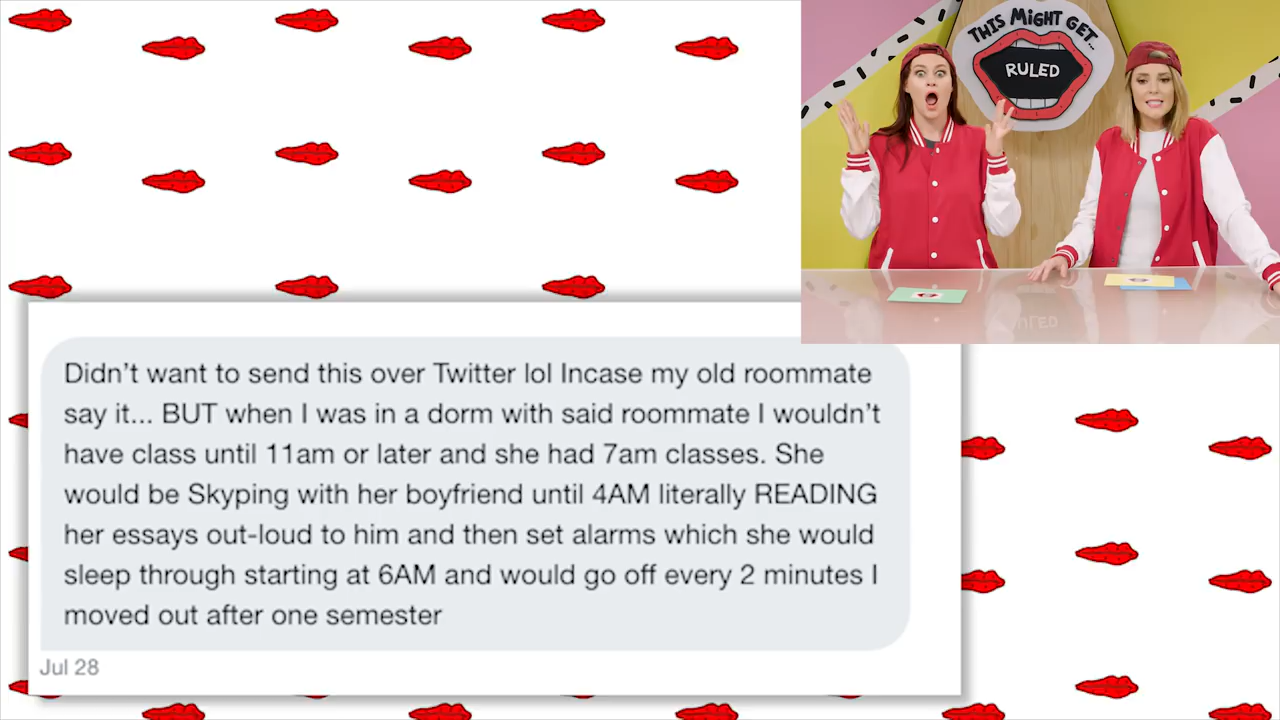 THIS MiGHT GET...
RULED
Didn't want to send this over Twitter lol Incase my old roommate
say it... BUT when I was in a dorm with said roommate I wouldn't
have class until 11am or later and she had 7am classes. She
would be Skyping with her boyfriend until 4AM literally READING
her essays out-loud to him and then set alarms which she would
sleep through starting at 6AM and would go off every 2 minutes I
moved out after one semester
Jul 28